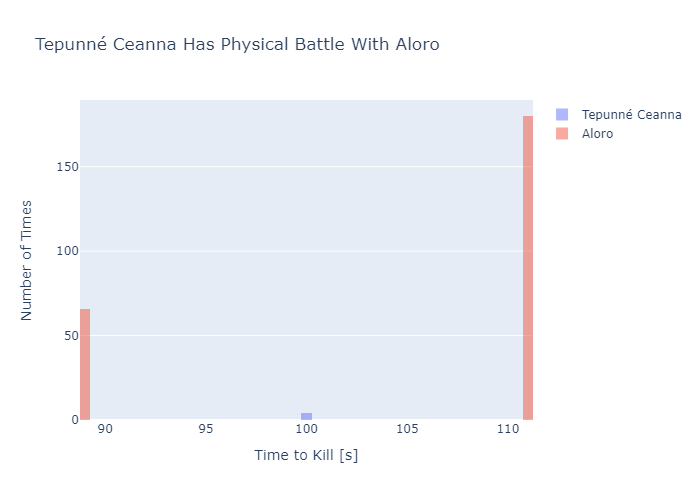 Tepunné Ceanna Has Physical Battle With Aloro
Tepunné Ceanna
Aloro
Number of Times
150
100
50
0
90
95
100
105
110
Time to Kill [s]